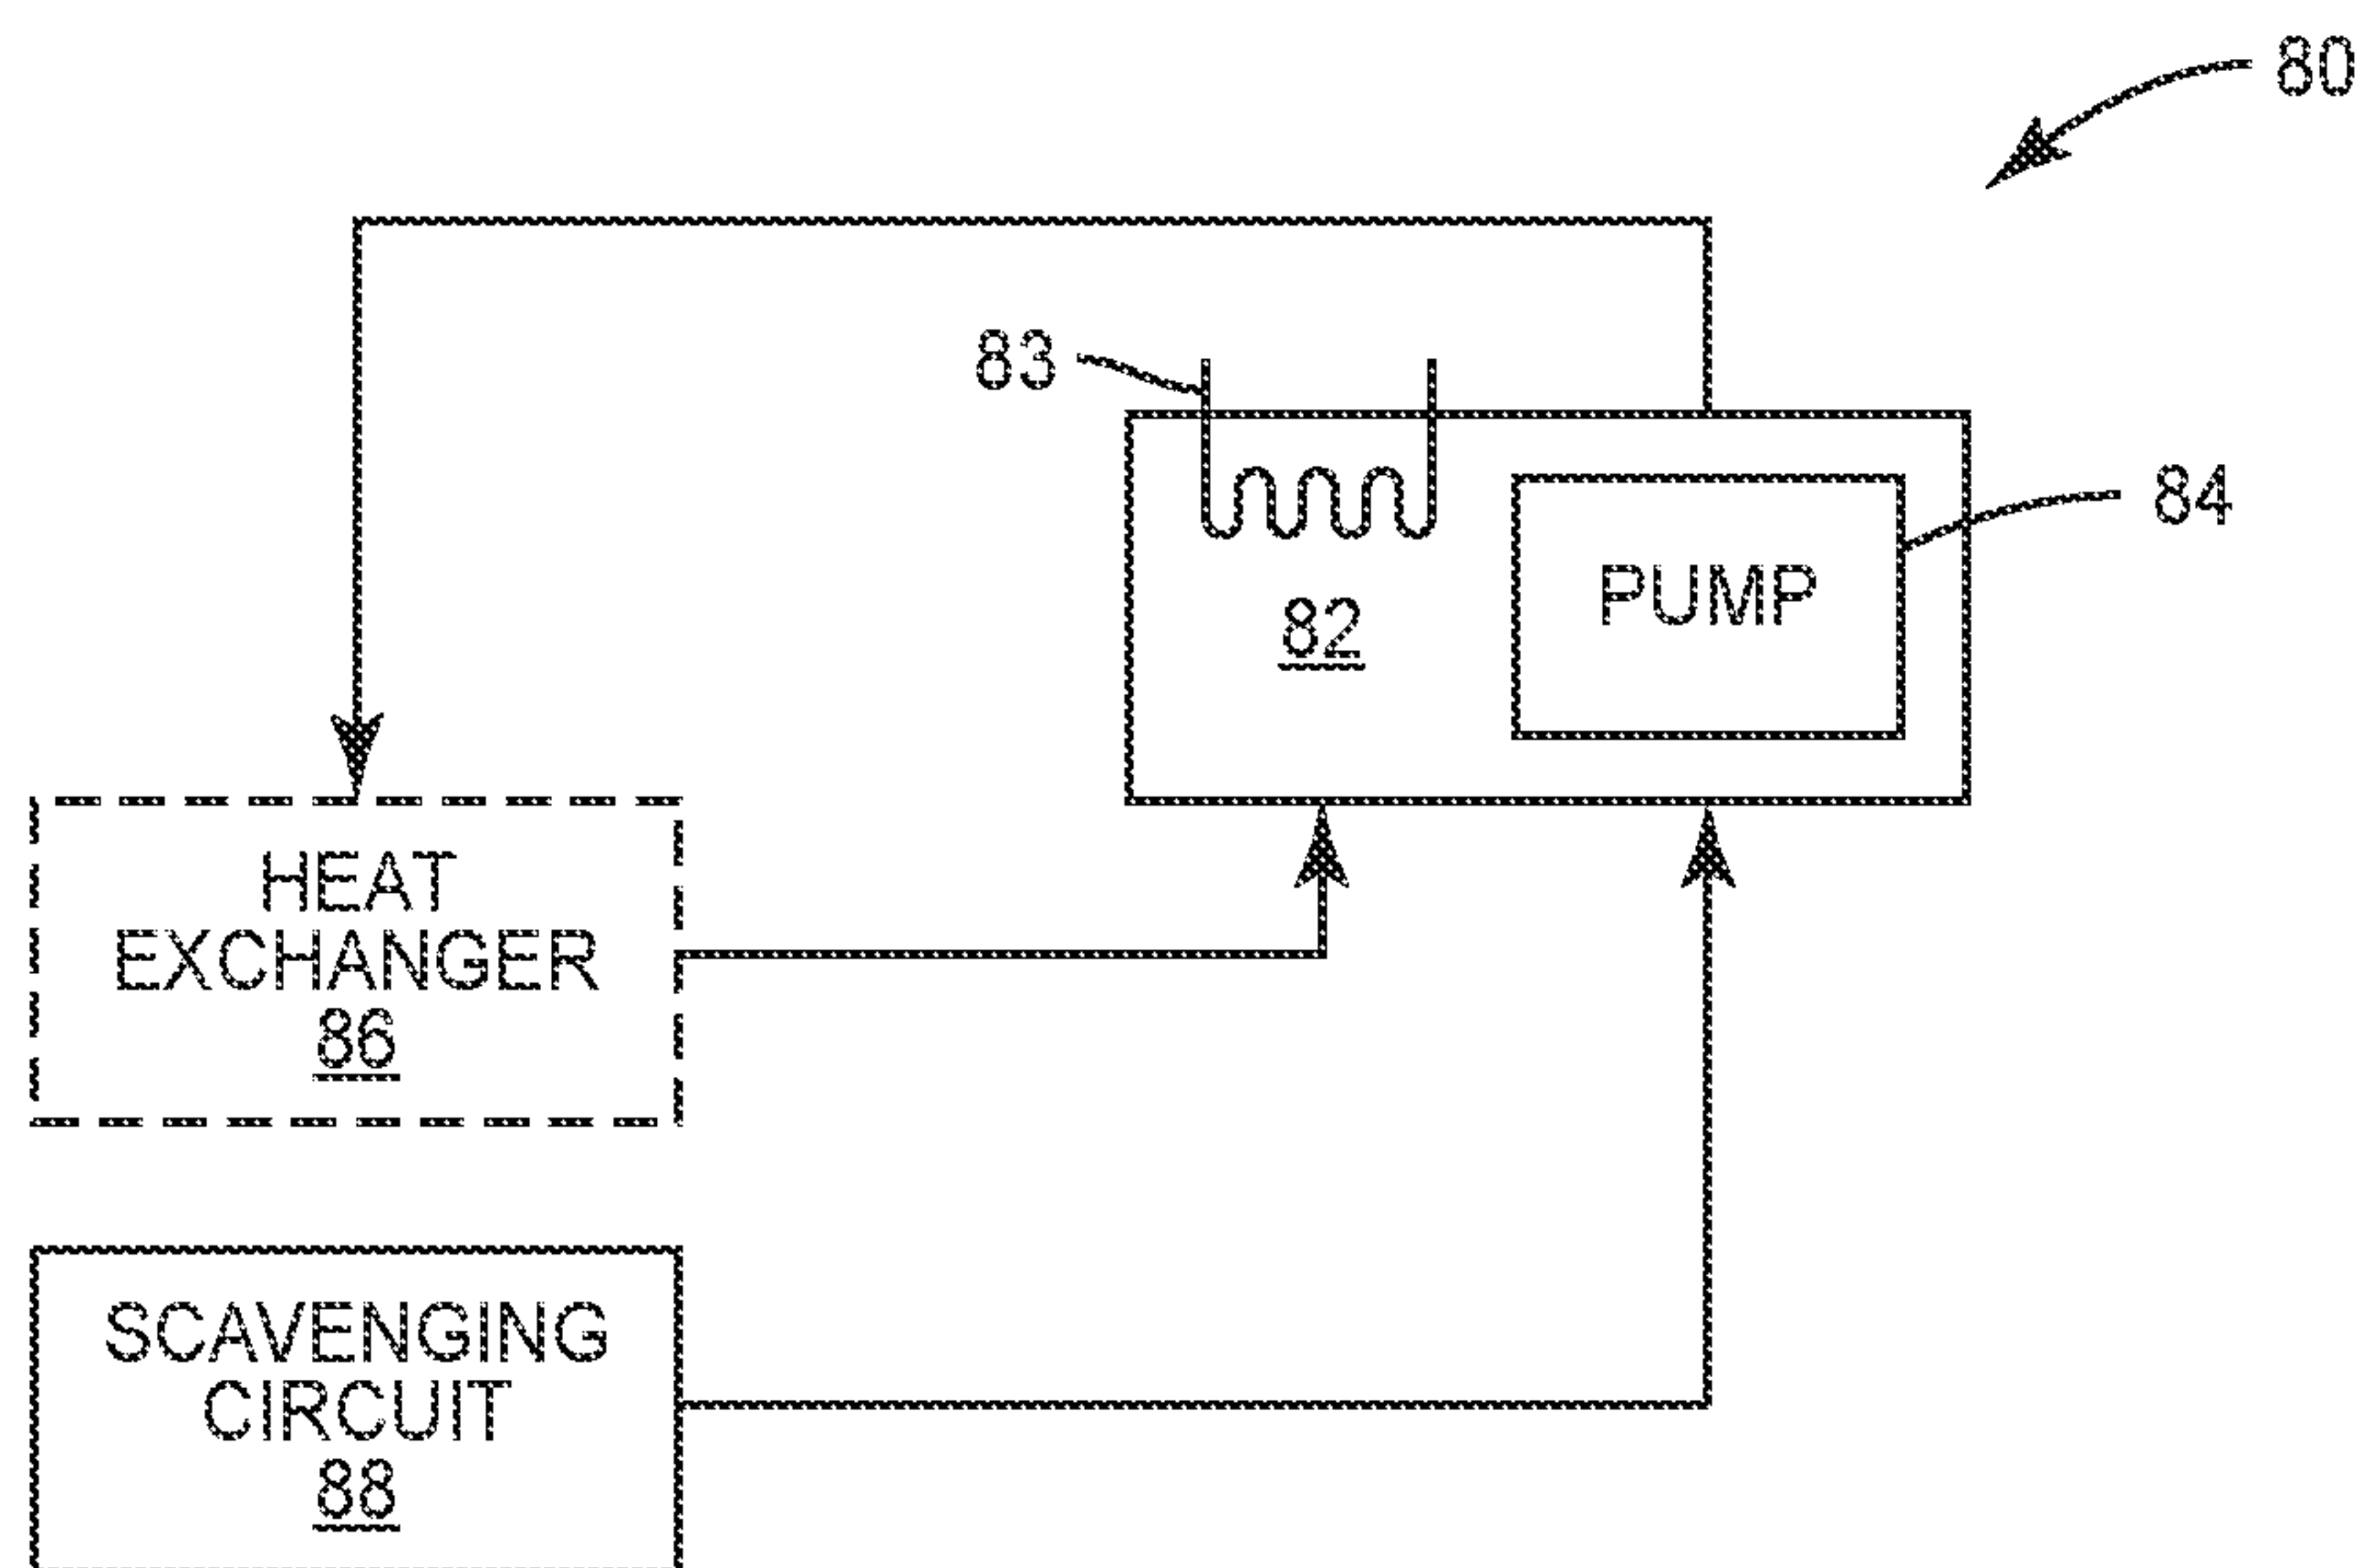 80
83
84
PUMP
82
HEAT
EXCHANGER
86
SCAVENGING
CIRCUIT
88